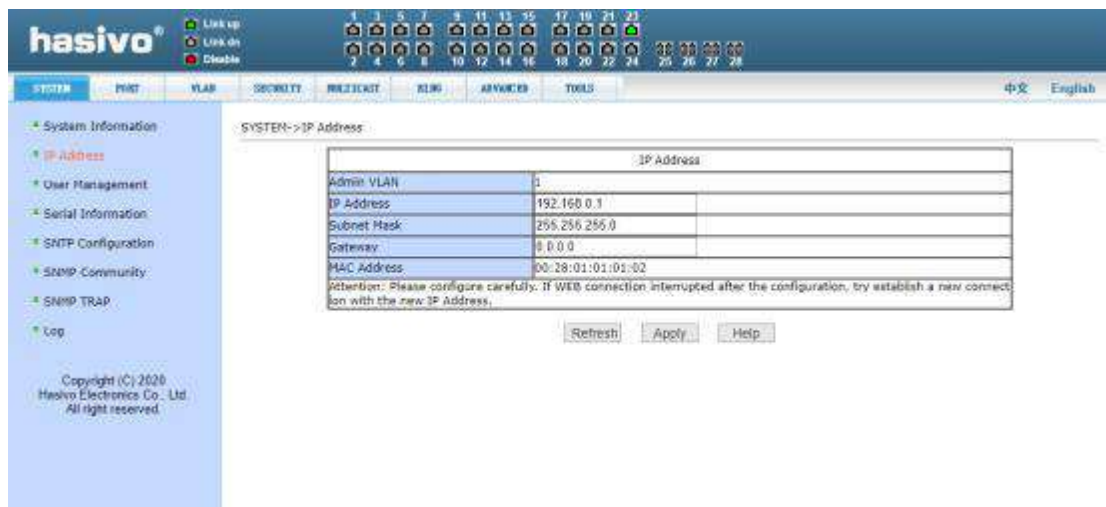 hasivo®
Link up
Link dn
Disable
1 3 5 7 9 11 13 15 17 19 21 23
2 4 6 8 10 12 14 16 18 20 22 24 25 26 27 28
SYSTEM PORT VLAN SECURITY MULTICAST RING ADVANCED TOOLS 中文 English
System Information
IP Address
User Management
Serial Information
SNTP Configuration
SNMP Community
SNMP TRAP
Log
Copyright (C) 2020
Hasivo Electronics Co., Ltd.
All right reserved.
SYSTEM->IP Address
IP Address
Admin VLAN 1
IP Address 192.168.0.1
Subnet Mask 255.255.255.0
Gateway 0.0.0.0
MAC Address 00:28:01:01:01:02
Attention: Please configure carefully. If WEB connection interrupted after the configuration, try establish a new connect
ion with the new IP Address.
Refresh Apply Help